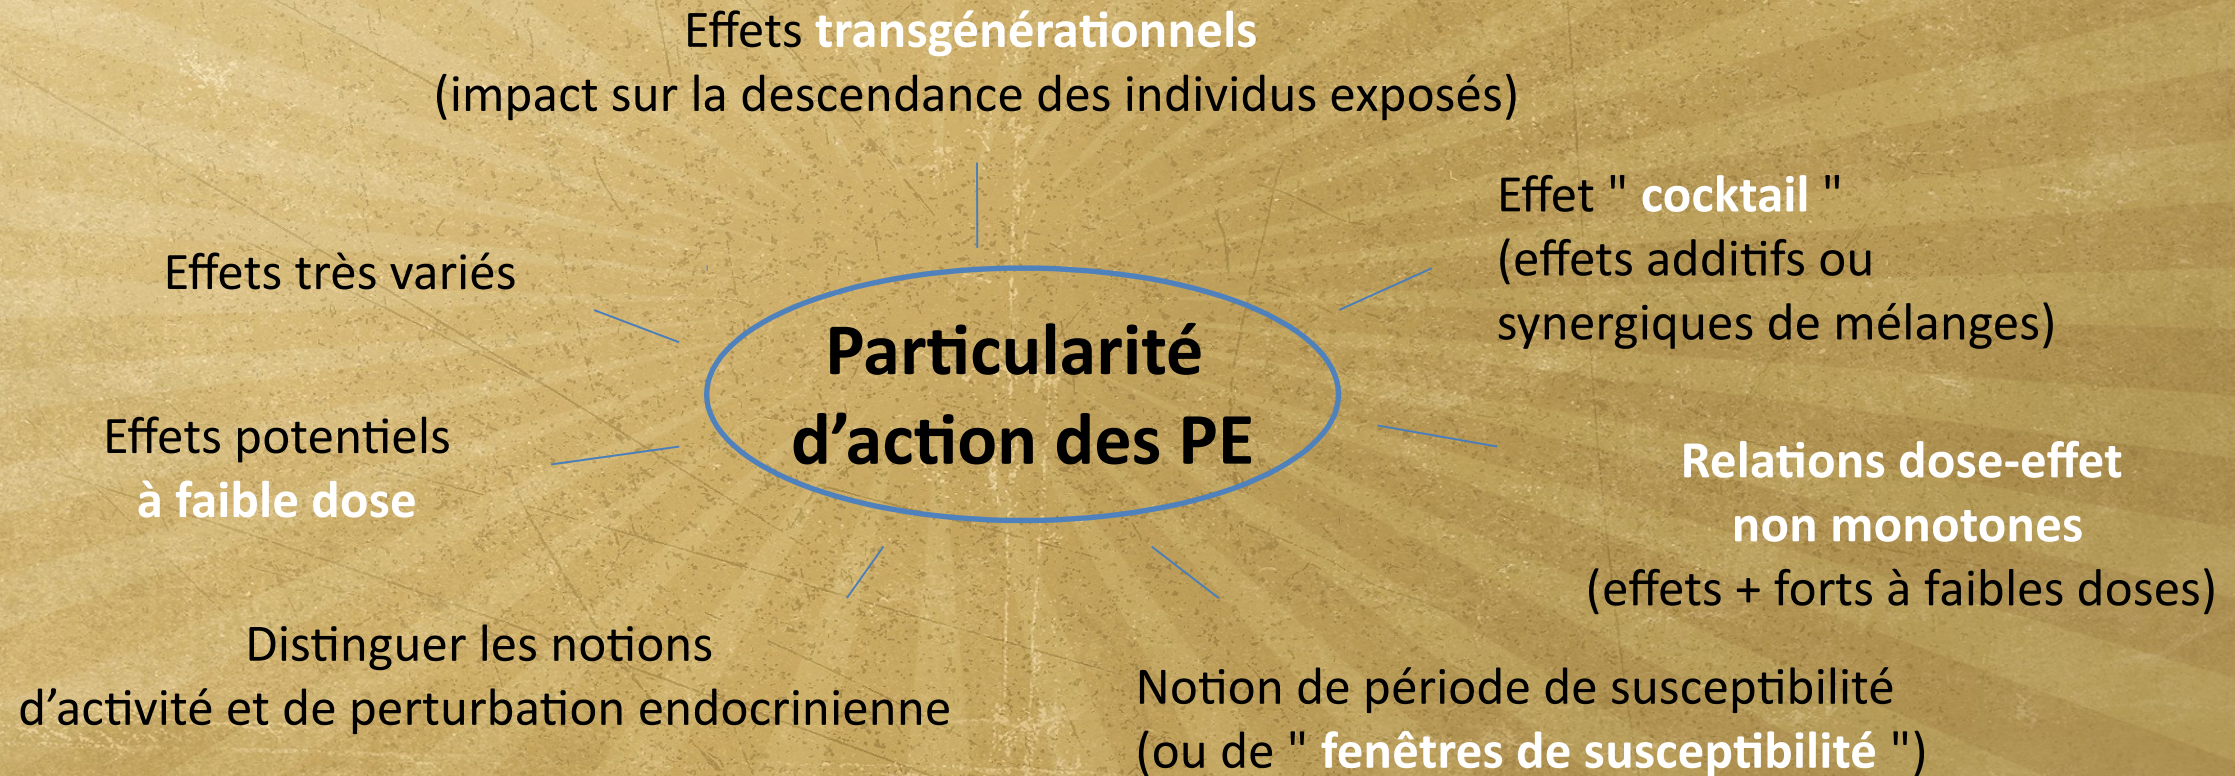 Effets transgénérationnels
(impact sur la descendance des individus exposés)
Effet " cocktail "
(effets additifs ou
synergiques de mélanges)
Effets très variés
Particularité
d’action des PE
Effets potentiels
à faible dose
Relations dose-effet
non monotones
(effets + forts à faibles doses)
Distinguer les notions
d’activité et de perturbation endocrinienne
Notion de période de susceptibilité
(ou de " fenêtres de susceptibilité ")